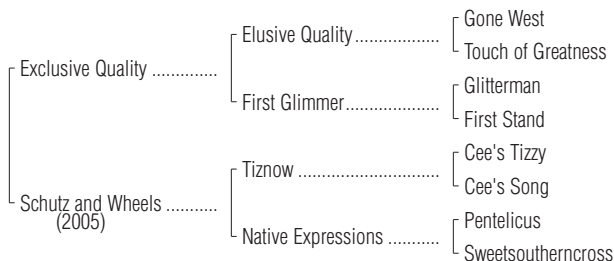 Gone West
Elusive Quality ..................
Touch of Greatness
Exclusive Quality .............
Glitterman
First Glimmer....................
First Stand
Cee's Tizzy
Tiznow ..............................
Cee's Song
Schutz and Wheels ..........
(2005)
Pentelicus
Native Expressions ...........
Sweetsoutherncross